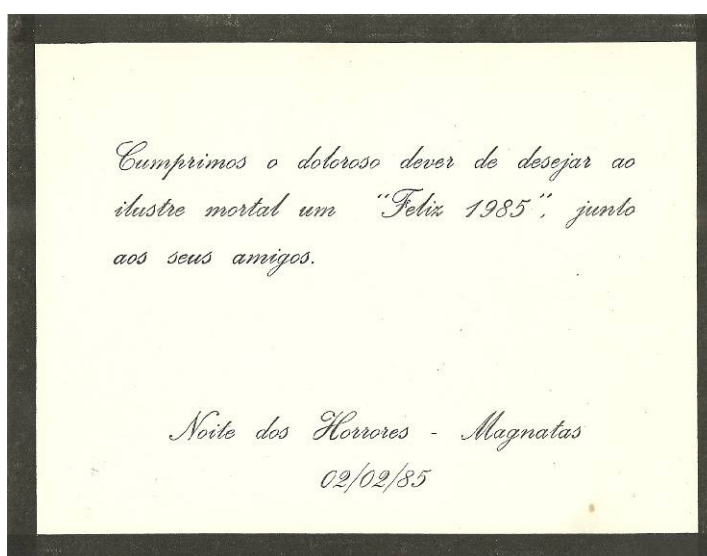 Cumprimos o doloroso dever de desejar ao
ilustre mortal um "Feliz 1985", junto
aos seus amigos.
Noite dos Horrores - Magnatas
02/02/85